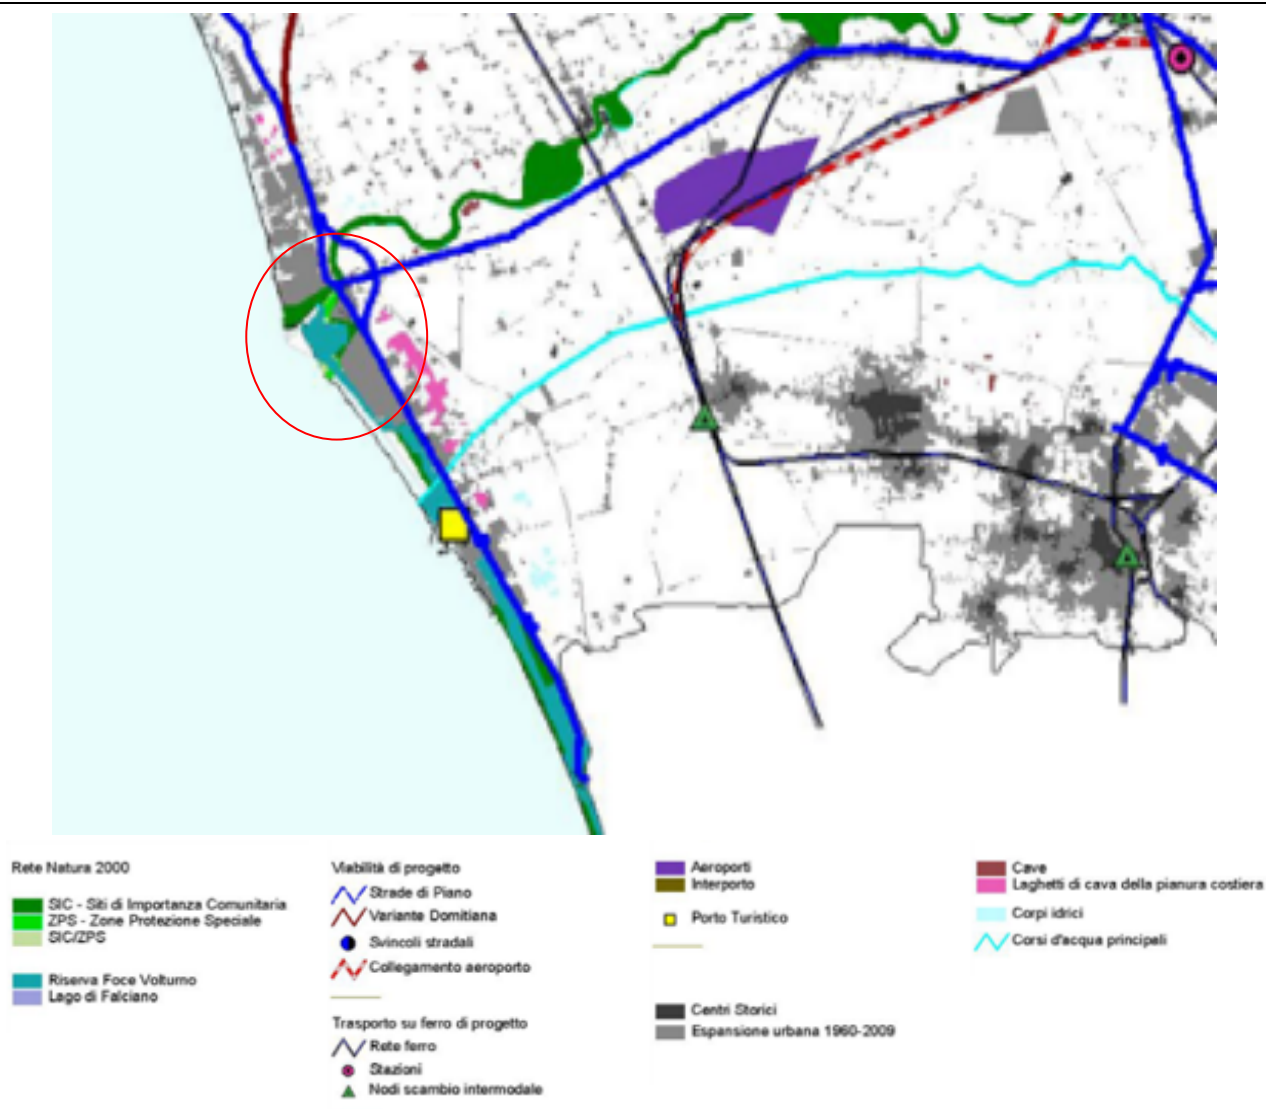 Rete Natura 2000
SIC - Siti di Importanza Comunitaria
ZPS - Zone Protezione Speciale
SIC/ZPS
Riserva Foce Volturno
Lago di Falciano
Viabilità di progetto
Strade di Piano
Variante Domitiana
Svincoli stradali
Collegamento aeroporto
Trasporto su ferro di progetto
Rete ferro
Stazioni
Nodi scambio intermodale
Aeroporti
Interporto
Porto Turistico
Centri Storici
Espansione urbana 1960-2009
Cave
Laghetti di cava della pianura costiera
Corpi idrici
Corsi d'acqua principali